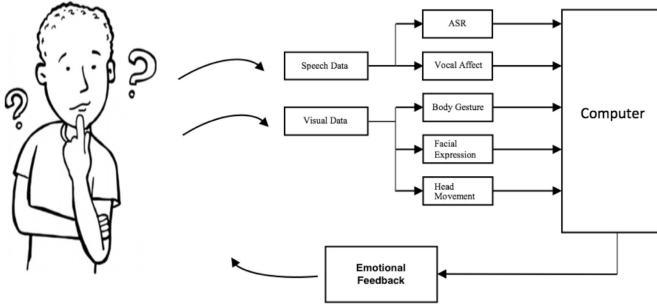 ?
?
ASR
Speech Data
Vocal Affect
Visual Data
Body Gesture
Computer
Facial
Expression
Head
Movement
Emotional
Feedback